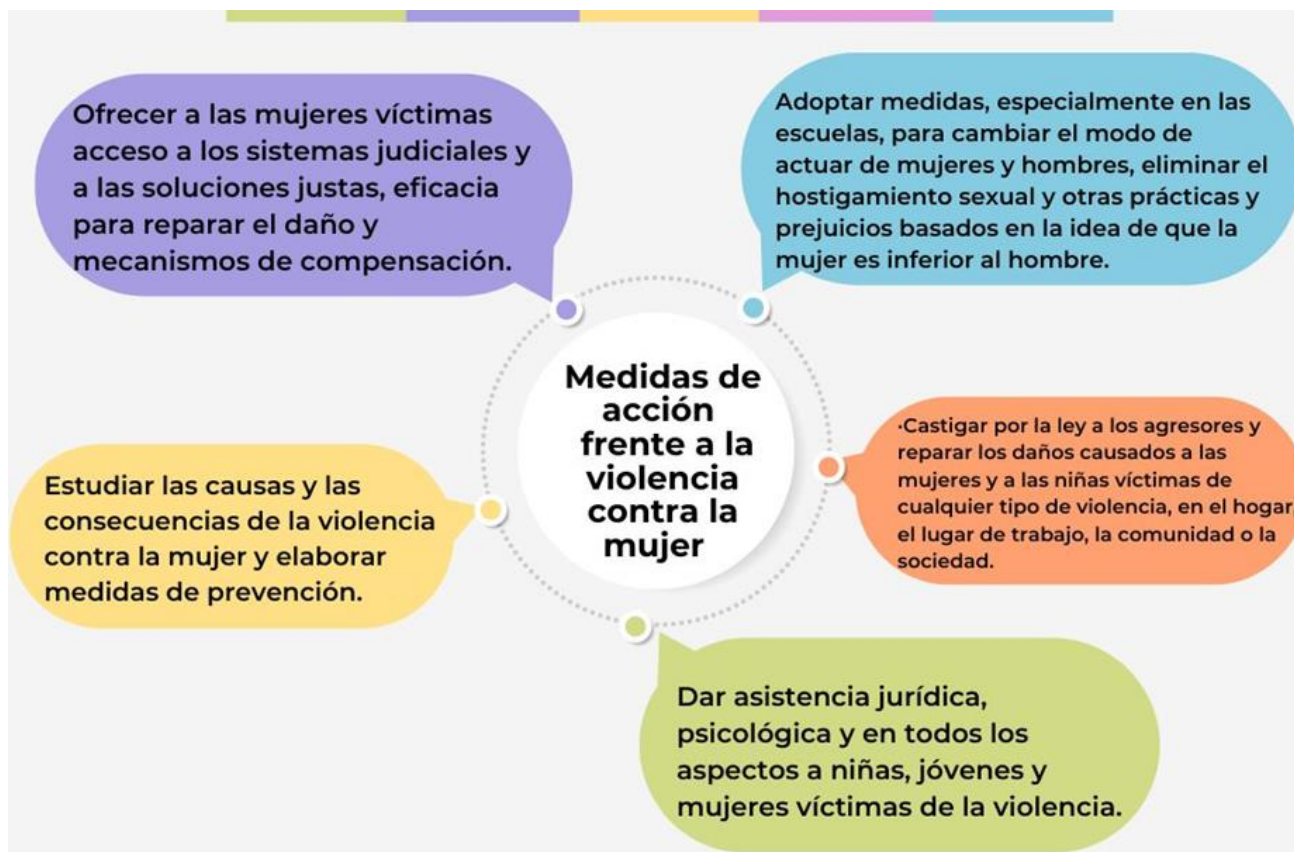 Ofrecer a las mujeres víctimas
acceso a los sistemas judiciales y
a las soluciones justas, eficacia
para reparar el daño y
mecanismos de compensación.
Adoptar medidas, especialmente en las
escuelas, para cambiar el modo de
actuar de mujeres y hombres, eliminar el
hostigamiento sexual y otras prácticas y
prejuicios basados en la idea de que la
mujer es inferior al hombre.
Medidas de
acción
frente a la
violencia
contra la
mujer
·Castigar por la ley a los agresores y
reparar los daños causados a las
mujeres y a las niñas víctimas de
cualquier tipo de violencia, en el hogar,
el lugar de trabajo, la comunidad o la
sociedad.
Estudiar las causas y las
consecuencias de la violencia
contra la mujer y elaborar
medidas de prevención.
Dar asistencia jurídica,
psicológica y en todos los
aspectos a niñas, jóvenes y
mujeres víctimas de la violencia.